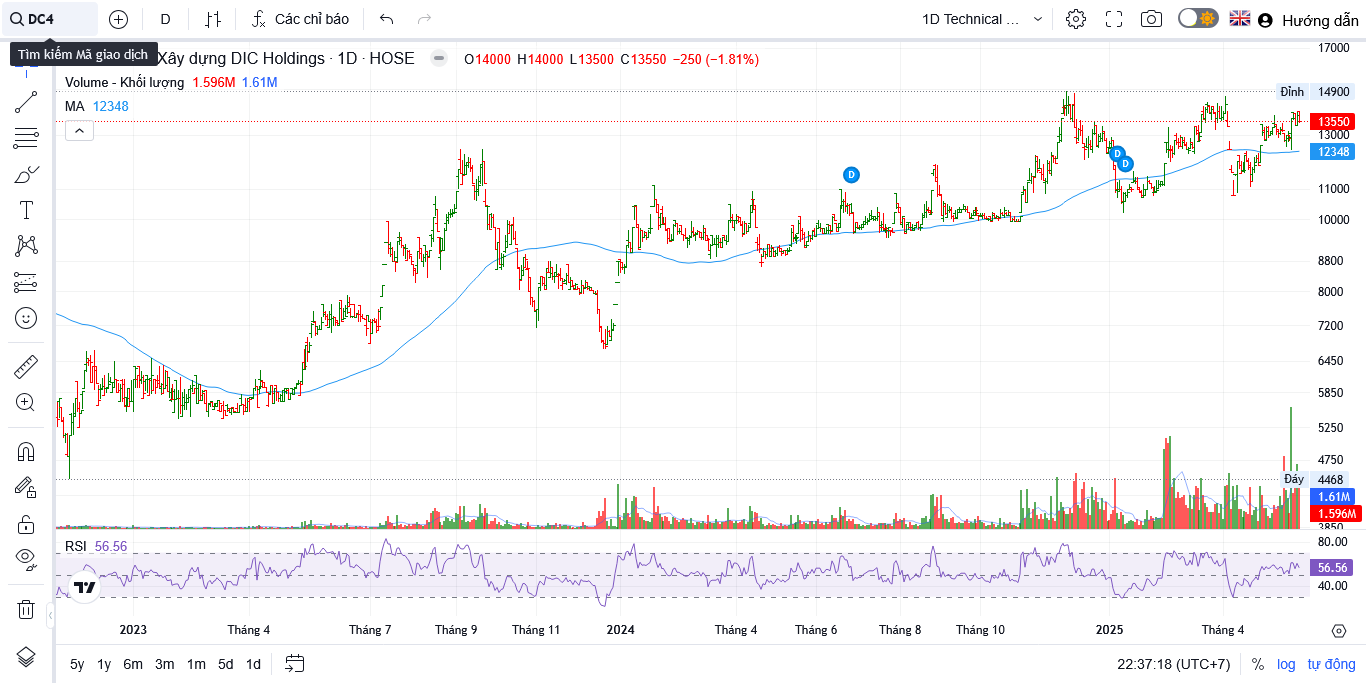 DC4
D
Các chỉ báo
1D Technical ...
Hướng dẫn
Tìm kiếm Mã giao dịch
Xây dựng DIC Holdings · 1D · HOSE
O14000 H14000 L13500 C13550 −250 (−1.81%)
Volume - Khối lượng 1.596M 1.61M
MA 12348
17000
Đỉnh 14900
13550
13000
12348
11000
10000
8800
8000
7200
6450
5850
5250
4750
Đáy 4468
1.61M
1.596M
3850
D
D
D
RSI 56.56
80.00
56.56
40.00
2023 Tháng 4 Tháng 7 Tháng 9 Tháng 11 2024 Tháng 4 Tháng 6 Tháng 8 Tháng 10 2025 Tháng 4
5y 1y 6m 3m 1m 5d 1d
22:37:18 (UTC+7) % log tự động